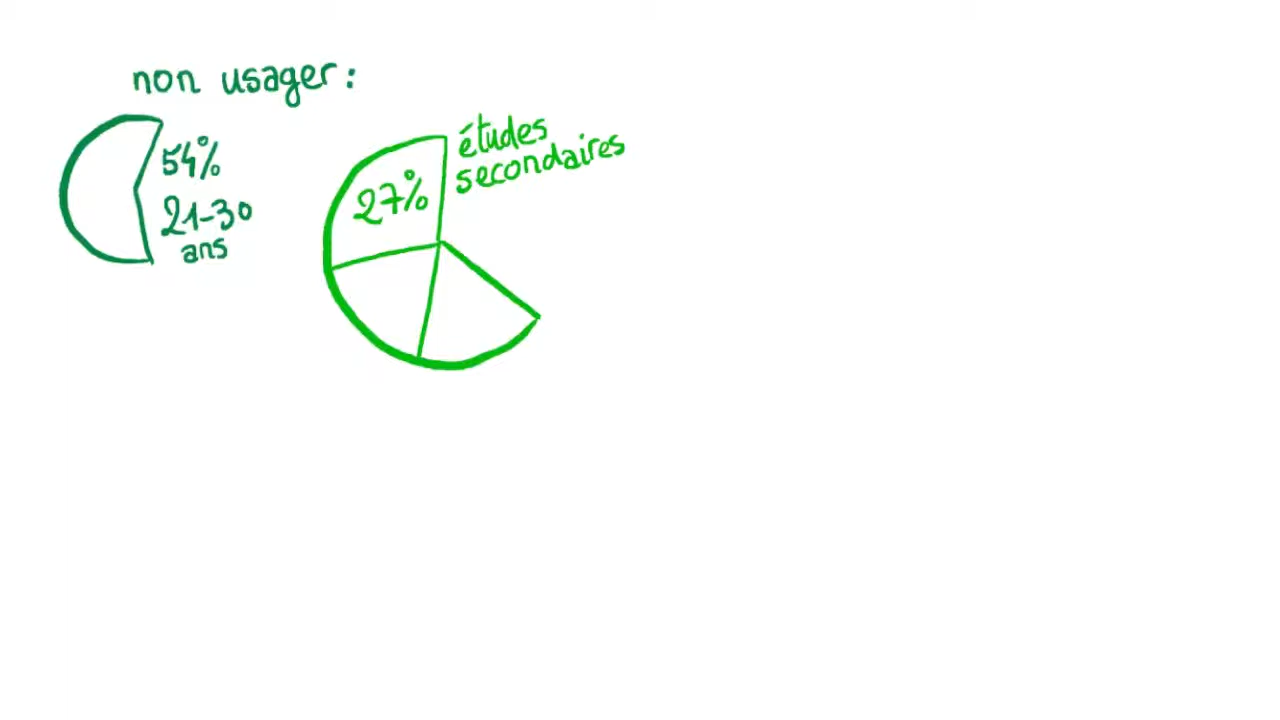 non usager :
54%
21-30
ans
études
secondaires
27%